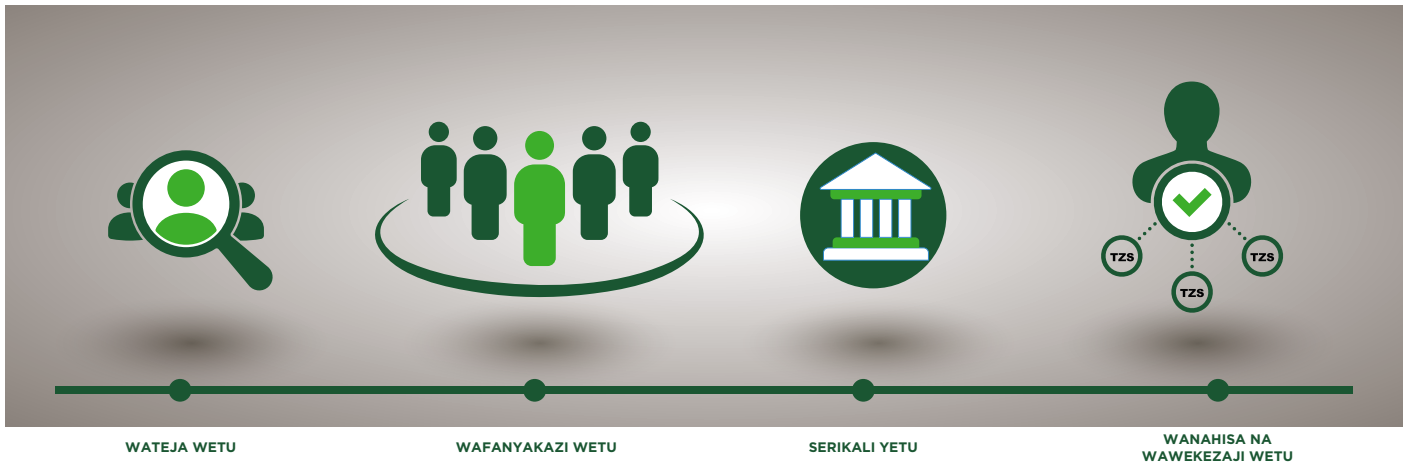 TZS
TZS
TZS
WATEJA WETU
WAFANYAKAZI WETU
SERIKALI YETU
WANAHISA NA
WAWEKEZAJI WETU